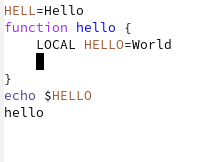 HELL=Hello
function hello {
    LOCAL HELLO=World

}
echo $HELLO
hello